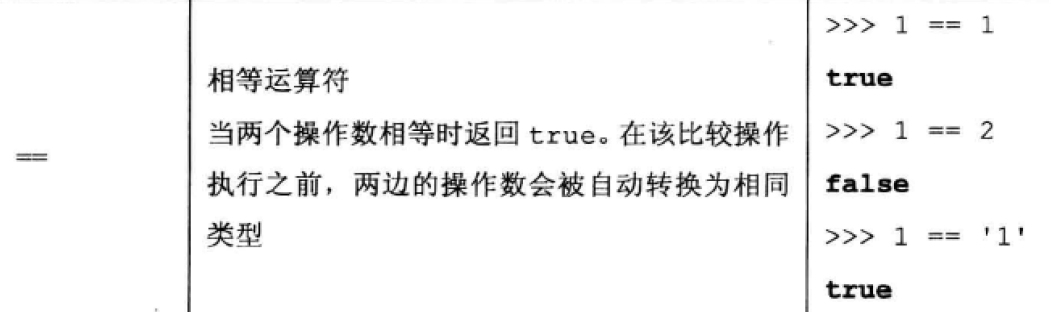 ==
相等运算符
当两个操作数相等时返回 true。在该比较操作
执行之前，两边的操作数会被自动转换为相同
类型
>>> 1 == 1
true
>>> 1 == 2
false
>>> 1 == '1'
true